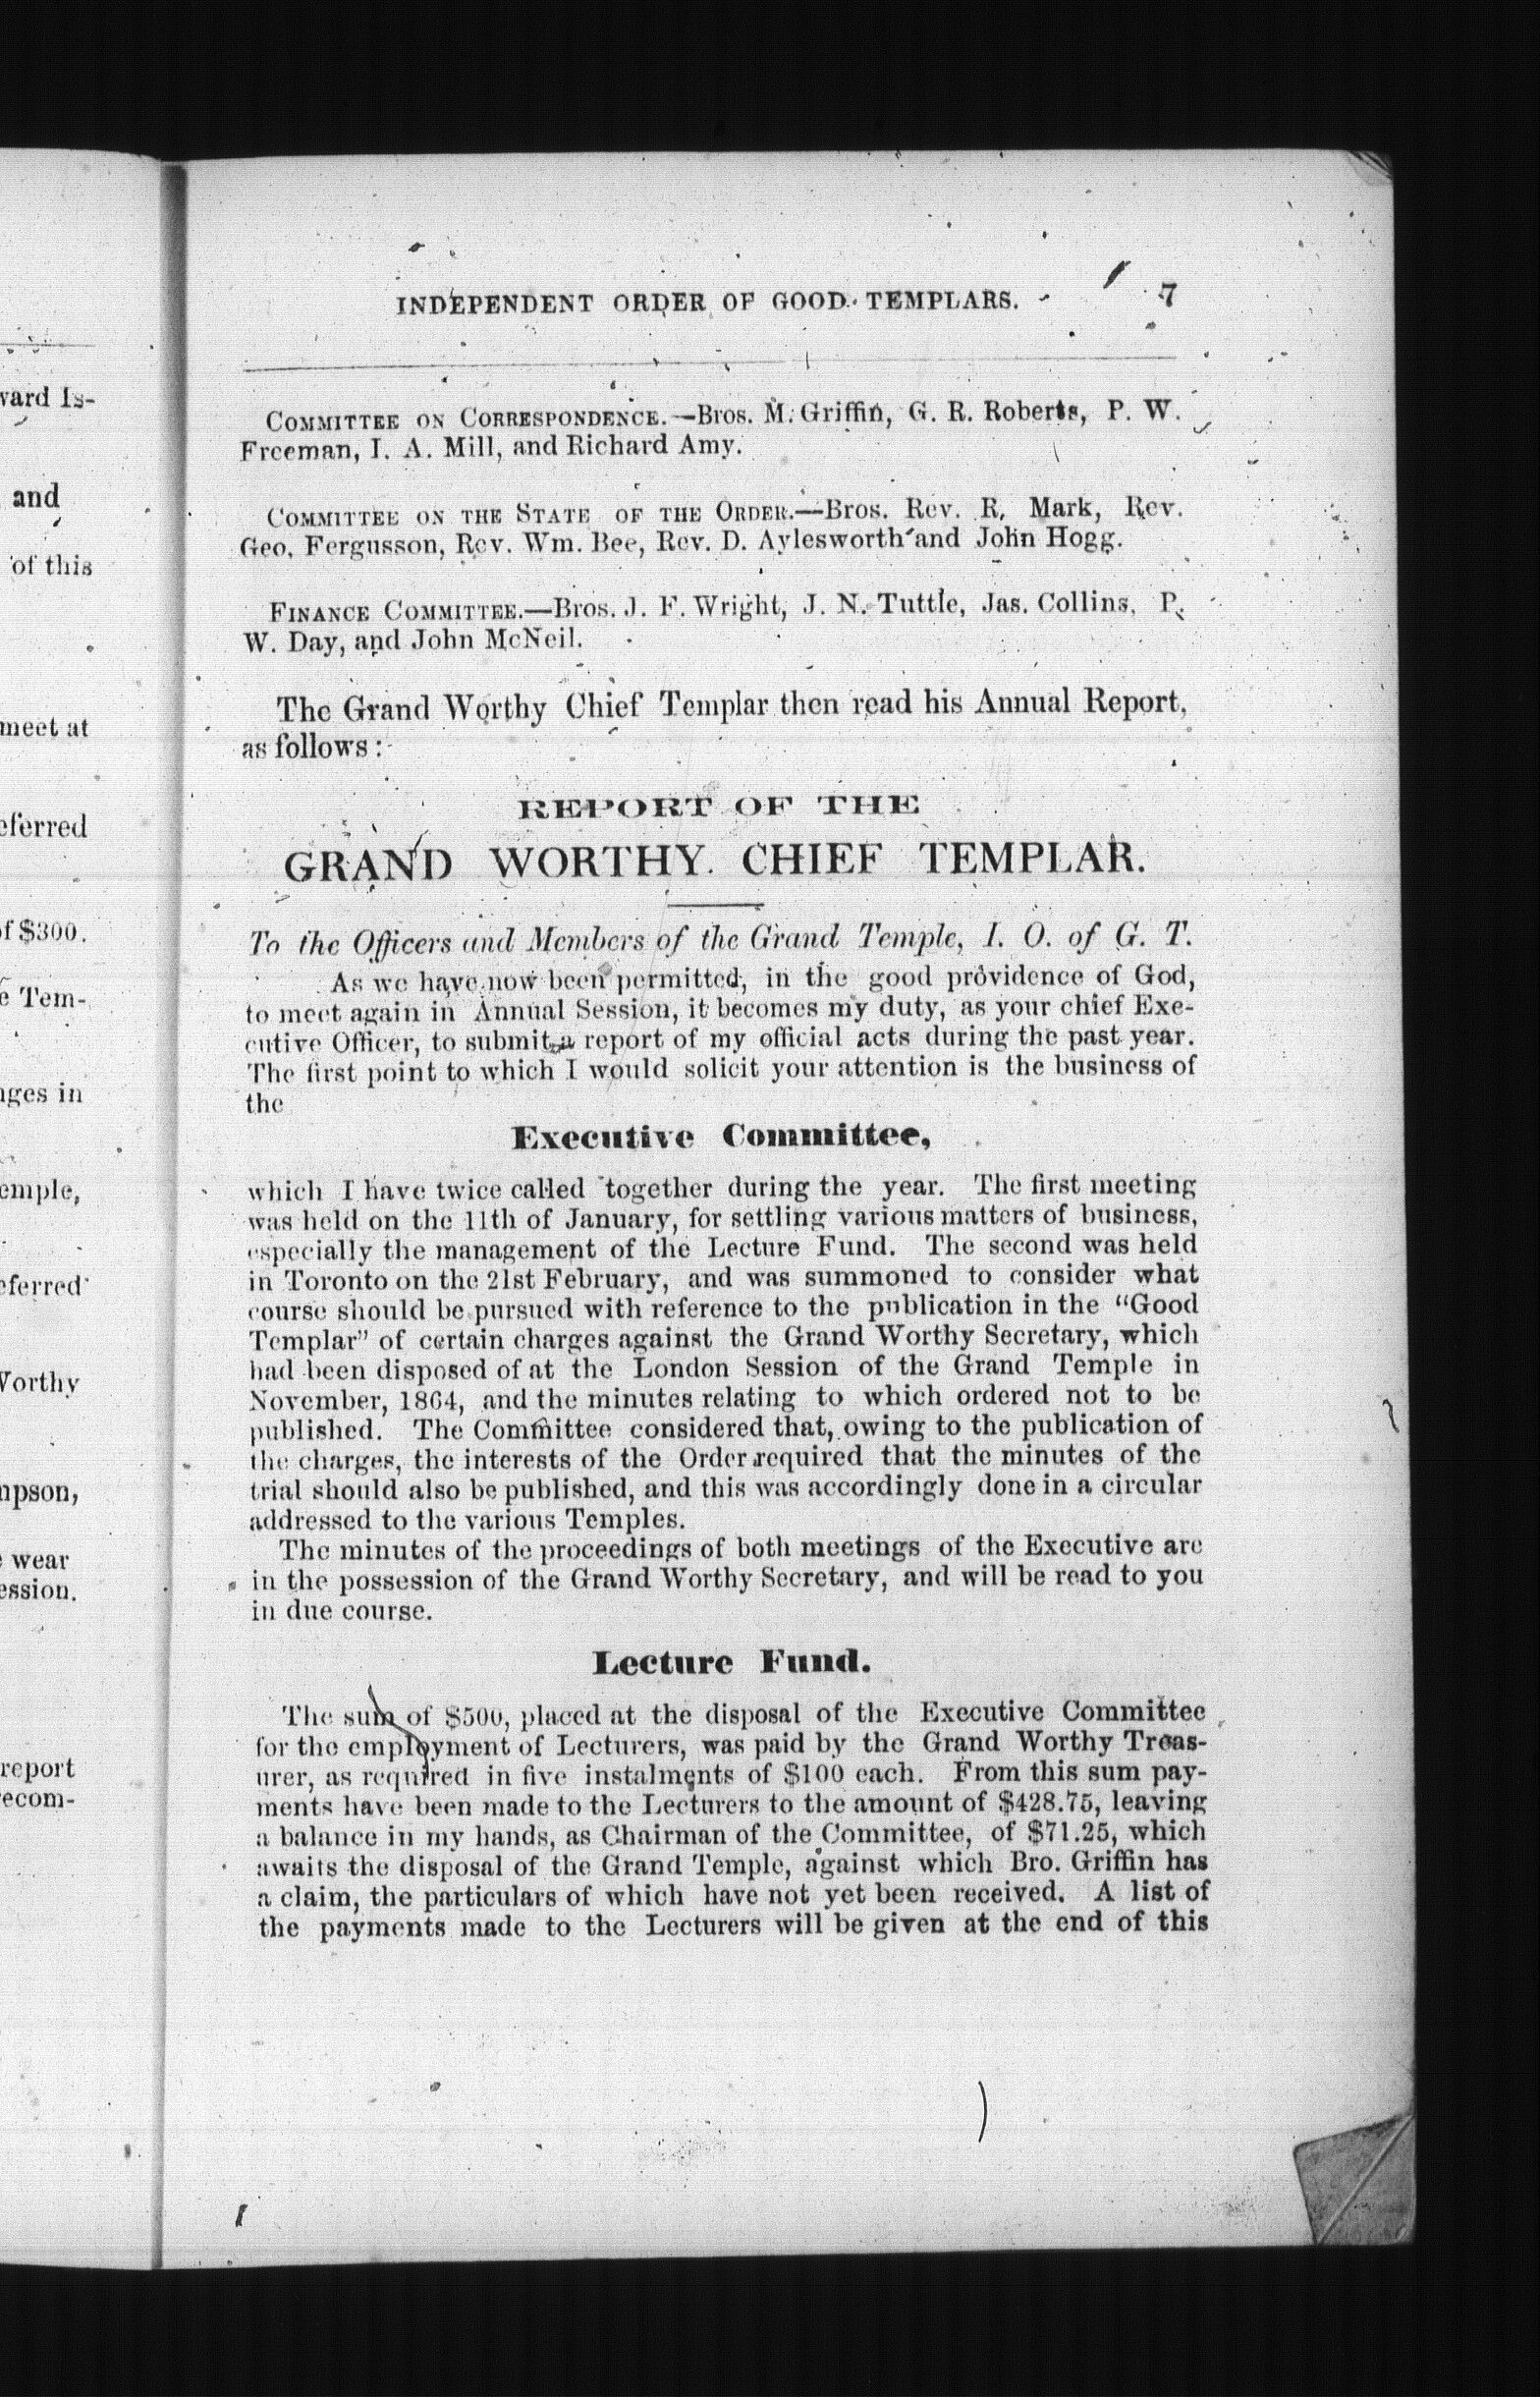 INDEPENDENT ORDER OF GOOD TEMPLARS. 7
COMMITTEE ON CORRESPONDENCE.—Bros. M. Griffin, G. R. Roberts, P. W.
Freeman, I. A. Mill, and Richard Amy.
COMMITTEE ON THE STATE OF THE ORDER.—Bros. Rev. R. Mark, Rev.
Geo. Fergusson, Rev. Wm. Bee, Rev. D. Aylesworth and John Hogg.
FINANCE COMMITTEE.—Bros. J. F. Wright, J. N. Tuttle, Jas. Collins, P.
W. Day, and John McNeil.
The Grand Worthy Chief Templar then read his Annual Report,
as follows:
REPORT OF THE
GRAND WORTHY CHIEF TEMPLAR.
To the Officers and Members of the Grand Temple, I. O. of G. T.
As we have now been permitted, in the good providence of God,
to meet again in Annual Session, it becomes my duty, as your chief Exe-
cutive Officer, to submit a report of my official acts during the past year.
The first point to which I would solicit your attention is the business of
the
Executive Committee,
which I have twice called together during the year. The first meeting
was held on the 11th of January, for settling various matters of business,
especially the management of the Lecture Fund. The second was held
in Toronto on the 21st February, and was summoned to consider what
course should be pursued with reference to the publication in the "Good
Templar" of certain charges against the Grand Worthy Secretary, which
had been disposed of at the London Session of the Grand Temple in
November, 1864, and the minutes relating to which ordered not to be
published. The Committee considered that, owing to the publication of
the charges, the interests of the Order required that the minutes of the
trial should also be published, and this was accordingly done in a circular
addressed to the various Temples.
The minutes of the proceedings of both meetings of the Executive are
in the possession of the Grand Worthy Secretary, and will be read to you
in due course.
Lecture Fund.
The sum of $500, placed at the disposal of the Executive Committee
for the employment of Lecturers, was paid by the Grand Worthy Treas-
urer, as required in five instalments of $100 each. From this sum pay-
ments have been made to the Lecturers to the amount of $428.75, leaving
a balance in my hands, as Chairman of the Committee, of $71.25, which
awaits the disposal of the Grand Temple, against which Bro. Griffin has
a claim, the particulars of which have not yet been received. A list of
the payments made to the Lecturers will be given at the end of this